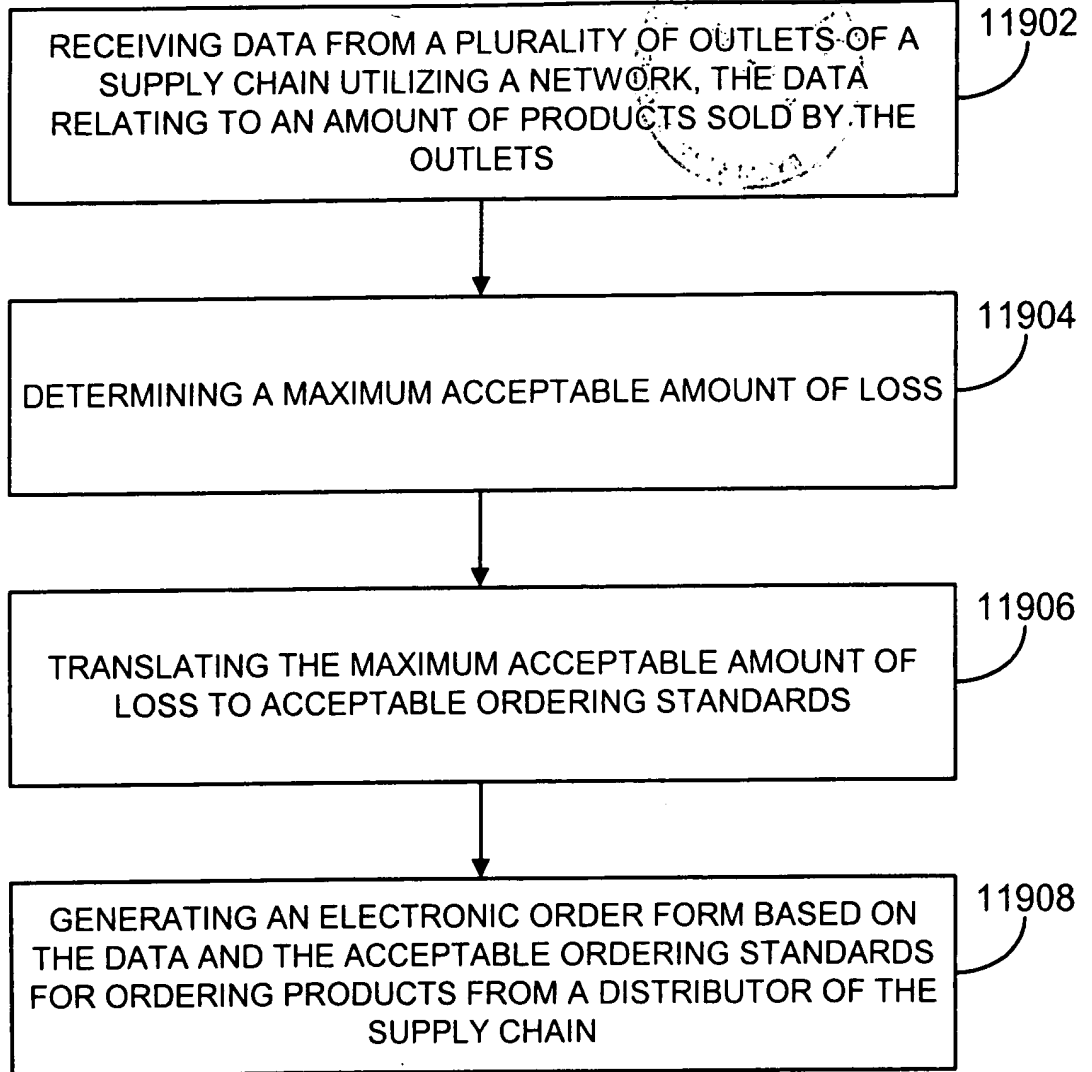 RECEIVING DATA FROM A PLURALITY OF OUTLETS OF A
SUPPLY CHAIN UTILIZING A NETWORK, THE DATA
RELATING TO AN AMOUNT OF PRODUCTS SOLD BY THE
OUTLETS
11902
DETERMINING A MAXIMUM ACCEPTABLE AMOUNT OF LOSS
11904
TRANSLATING THE MAXIMUM ACCEPTABLE AMOUNT OF
LOSS TO ACCEPTABLE ORDERING STANDARDS
11906
GENERATING AN ELECTRONIC ORDER FORM BASED ON
THE DATA AND THE ACCEPTABLE ORDERING STANDARDS
FOR ORDERING PRODUCTS FROM A DISTRIBUTOR OF THE
SUPPLY CHAIN
11908